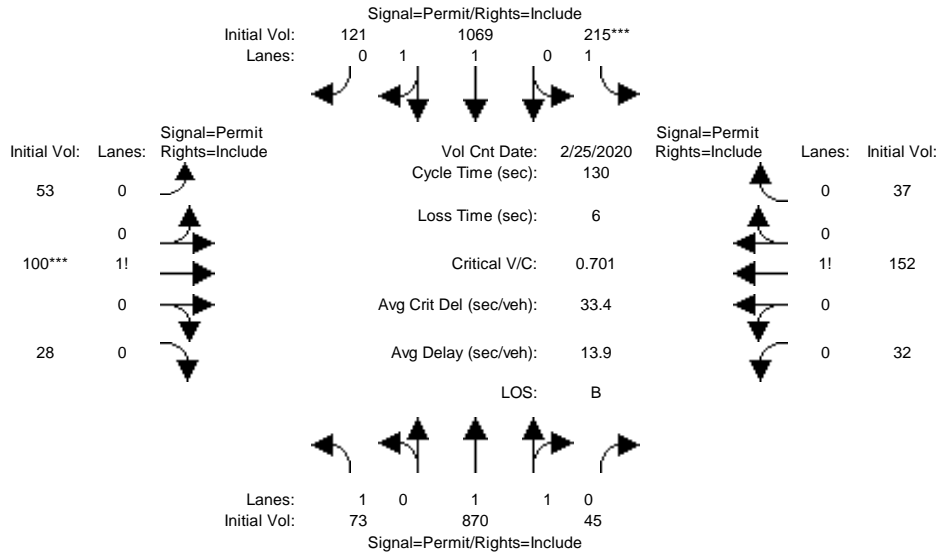 Signal=Permit/Rights=Include
Initial Vol: 121 1069 215***
Lanes: 0 1 1 0 1
Signal=Permit Signal=Permit
Initial Vol: Lanes: Rights=Include Vol Cnt Date: 2/25/2020 Rights=Include Lanes: Initial Vol:
Cycle Time (sec): 130
53 0 0 37
Loss Time (sec): 6
0 0
100*** 1! Critical V/C: 0.701 1! 152
0 Avg Crit Del (sec/veh): 33.4 0
28 0 Avg Delay (sec/veh): 13.9 0 32
LOS: B
Lanes: 1 0 1 1 0
Initial Vol: 73 870 45
Signal=Permit/Rights=Include